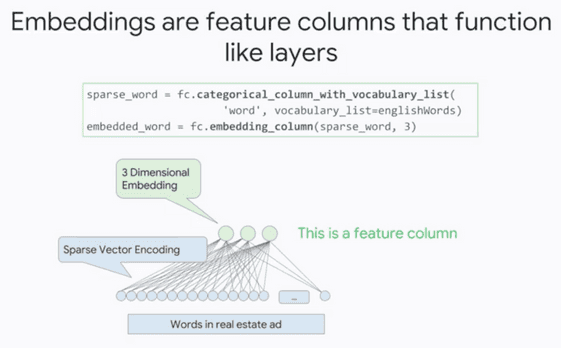 Embeddings are feature columns that function
like layers
sparse_word = fc.categorical_column_with_vocabulary_list(
'word', vocabulary_list=englishWords)
embedded_word = fc.embedding_column(sparse_word, 3)
3 Dimensional
Embedding
This is a feature column
Sparse Vector Encoding
...
Words in real estate ad